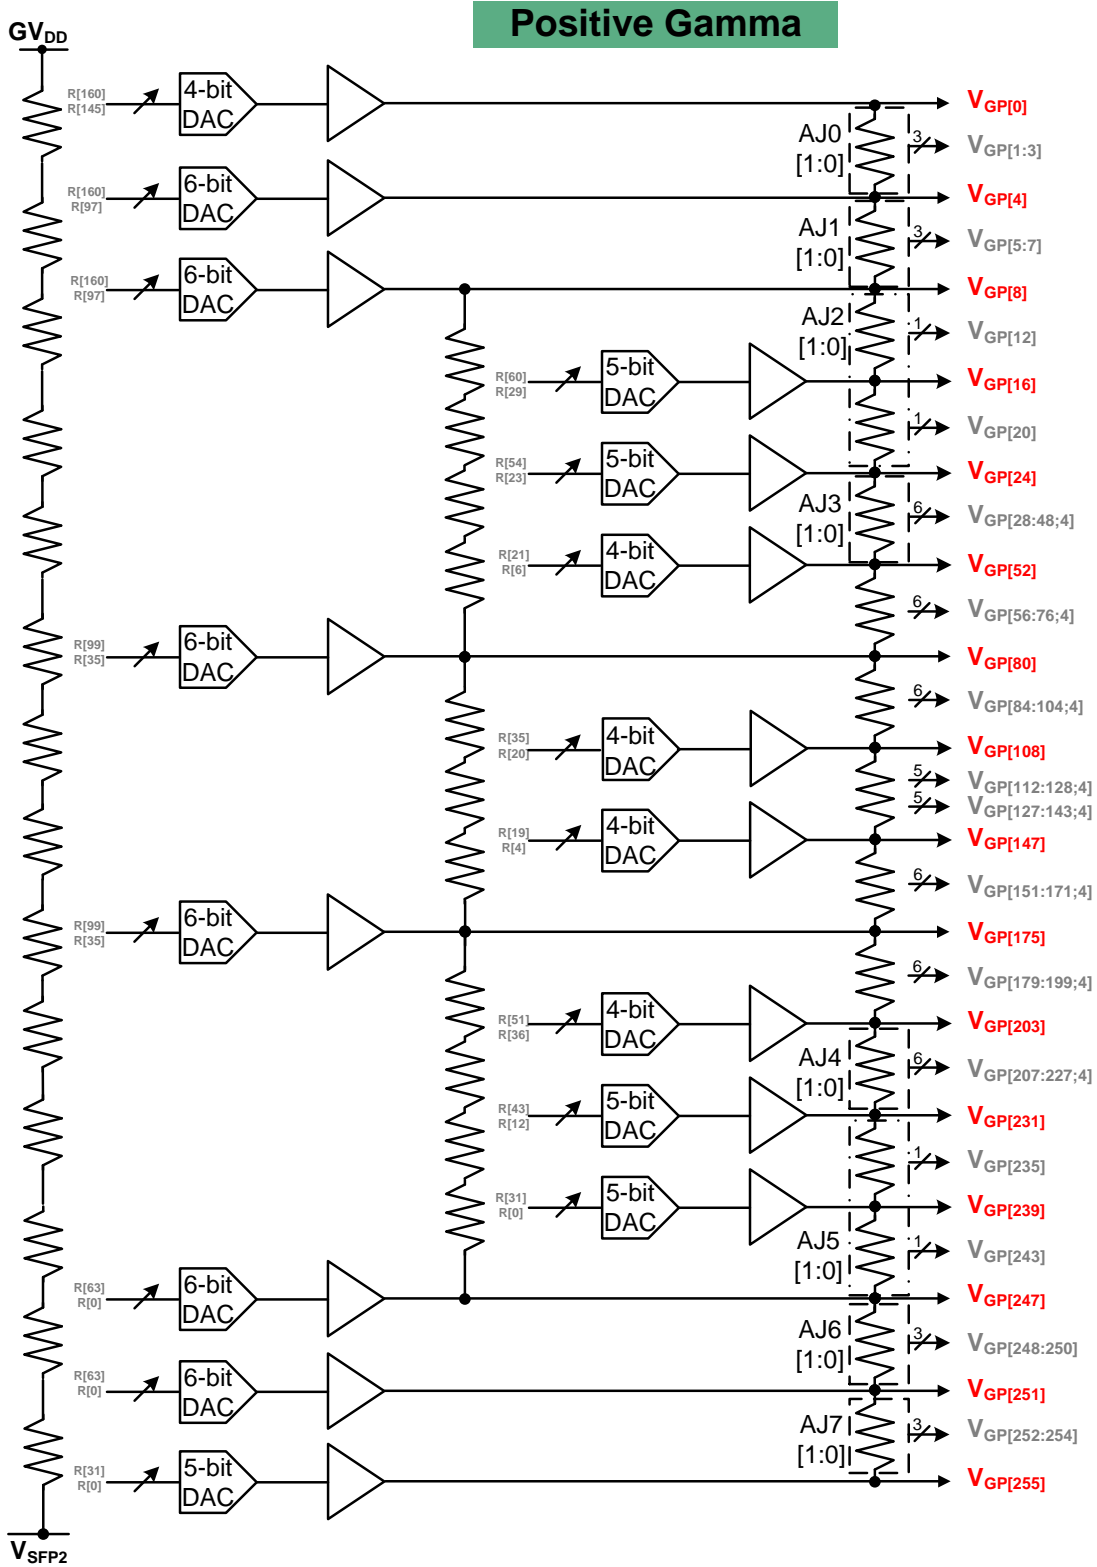 Positive Gamma
GVDD
R[160]
R[145]
4-bit
DAC
VGP[0]
AJ0
[1:0]
3
VGP[1:3]
R[160]
R[97]
6-bit
DAC
VGP[4]
AJ1
[1:0]
3
VGP[5:7]
R[160]
R[97]
6-bit
DAC
VGP[8]
AJ2
[1:0]
1
VGP[12]
R[60]
R[29]
5-bit
DAC
VGP[16]
1
VGP[20]
R[54]
R[23]
5-bit
DAC
VGP[24]
AJ3
[1:0]
6
VGP[28:48;4]
R[21]
R[6]
4-bit
DAC
VGP[52]
6
VGP[56:76;4]
R[99]
R[35]
6-bit
DAC
VGP[80]
6
VGP[84:104;4]
R[35]
R[20]
4-bit
DAC
VGP[108]
5
VGP[112:128;4]
5
VGP[127:143;4]
R[19]
R[4]
4-bit
DAC
VGP[147]
6
VGP[151:171;4]
R[99]
R[35]
6-bit
DAC
VGP[175]
6
VGP[179:199;4]
R[51]
R[36]
4-bit
DAC
VGP[203]
AJ4
[1:0]
6
VGP[207:227;4]
R[43]
R[12]
5-bit
DAC
VGP[231]
1
VGP[235]
R[31]
R[0]
5-bit
DAC
VGP[239]
AJ5
[1:0]
1
VGP[243]
R[63]
R[0]
6-bit
DAC
VGP[247]
AJ6
[1:0]
3
VGP[248:250]
R[63]
R[0]
6-bit
DAC
VGP[251]
AJ7
[1:0]
3
VGP[252:254]
R[31]
R[0]
5-bit
DAC
VGP[255]
VSFP2